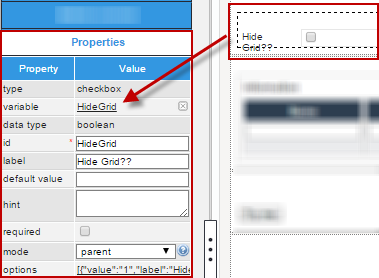 Properties
Property Value
type checkbox
variable HideGrid
data type boolean
id * HideGrid
label Hide Grid??
default value
hint
required
mode parent
options [{"value":"1","label":"Hide
Hide
Grid??